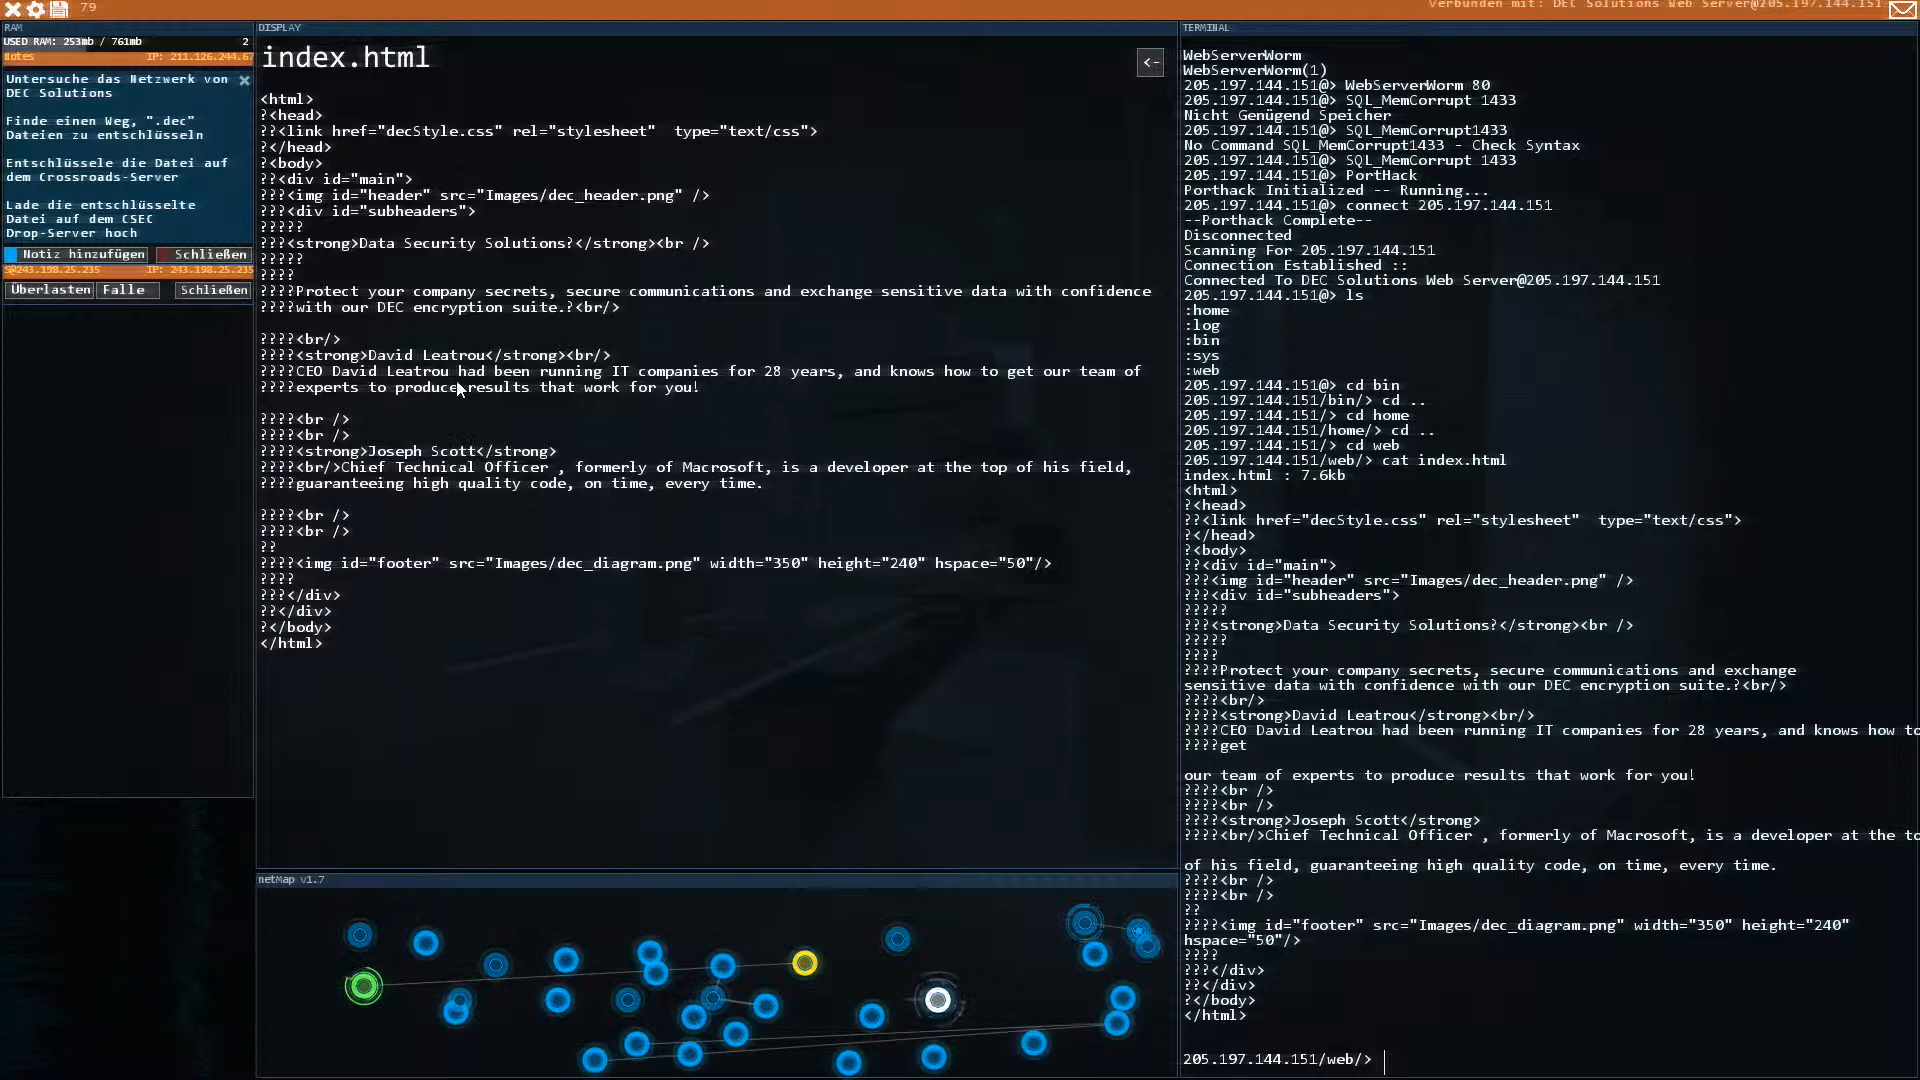 79
Verbunden mit: DEC Solutions Web Server@205.197.144.151
RAM
USED RAM: 253mb / 761mb 2
Notes IP: 211.126.244.67
Untersuche das Netzwerk von
DEC Solutions
Finde einen Weg, ".dec"
Dateien zu entschlüsseln
Entschlüssele die Datei auf
dem Crossroads-Server
Lade die entschlüsselte
Datei auf dem CSEC
Drop-Server hoch
Notiz hinzufügen Schließen
S@243.198.25.235 IP: 243.198.25.235
Überlasten Falle Schließen
DISPLAY
index.html
<-
<html>
?<head>
??<link href="decStyle.css" rel="stylesheet"  type="text/css">
?</head>
?<body>
??<div id="main">
???<img id="header" src="Images/dec_header.png" />
???<div id="subheaders">
?????
???<strong>Data Security Solutions?</strong><br />
?????
????
????Protect your company secrets, secure communications and exchange sensitive data with confidence
????with our DEC encryption suite.?<br/>
????<br/>
????<strong>David Leatrou</strong><br/>
????CEO David Leatrou had been running IT companies for 28 years, and knows how to get our team of
????experts to produce results that work for you!
????<br />
????<br />
????<strong>Joseph Scott</strong>
????<br/>Chief Technical Officer , formerly of Macrosoft, is a developer at the top of his field,
????guaranteeing high quality code, on time, every time.
????<br />
????<br />
??
????<img id="footer" src="Images/dec_diagram.png" width="350" height="240" hspace="50"/>
????
???</div>
??</div>
?</body>
</html>
netMap v1.7
TERMINAL
WebServerWorm
WebServerWorm(1)
205.197.144.151@> WebServerWorm 80
205.197.144.151@> SQL_MemCorrupt 1433
Nicht Genügend Speicher
205.197.144.151@> SQL_MemCorrupt1433
No Command SQL_MemCorrupt1433 - Check Syntax
205.197.144.151@> SQL_MemCorrupt 1433
205.197.144.151@> PortHack
Porthack Initialized -- Running...
205.197.144.151@> connect 205.197.144.151
--Porthack Complete--
Disconnected
Scanning For 205.197.144.151
Connection Established ::
Connected To DEC Solutions Web Server@205.197.144.151
205.197.144.151@> ls
:home
:log
:bin
:sys
:web
205.197.144.151@> cd bin
205.197.144.151/bin/> cd ..
205.197.144.151/> cd home
205.197.144.151/home/> cd ..
205.197.144.151/> cd web
205.197.144.151/web/> cat index.html
index.html : 7.6kb
<html>
?<head>
??<link href="decStyle.css" rel="stylesheet"  type="text/css">
?</head>
?<body>
??<div id="main">
???<img id="header" src="Images/dec_header.png" />
???<div id="subheaders">
?????
???<strong>Data Security Solutions?</strong><br />
?????
????
????Protect your company secrets, secure communications and exchange
sensitive data with confidence with our DEC encryption suite.?<br/>
????<br/>
????<strong>David Leatrou</strong><br/>
????CEO David Leatrou had been running IT companies for 28 years, and knows how to
????get
our team of experts to produce results that work for you!
????<br />
????<br />
????<strong>Joseph Scott</strong>
????<br/>Chief Technical Officer , formerly of Macrosoft, is a developer at the to
of his field, guaranteeing high quality code, on time, every time.
????<br />
????<br />
??
????<img id="footer" src="Images/dec_diagram.png" width="350" height="240"
hspace="50"/>
????
???</div>
??</div>
?</body>
</html>
205.197.144.151/web/>